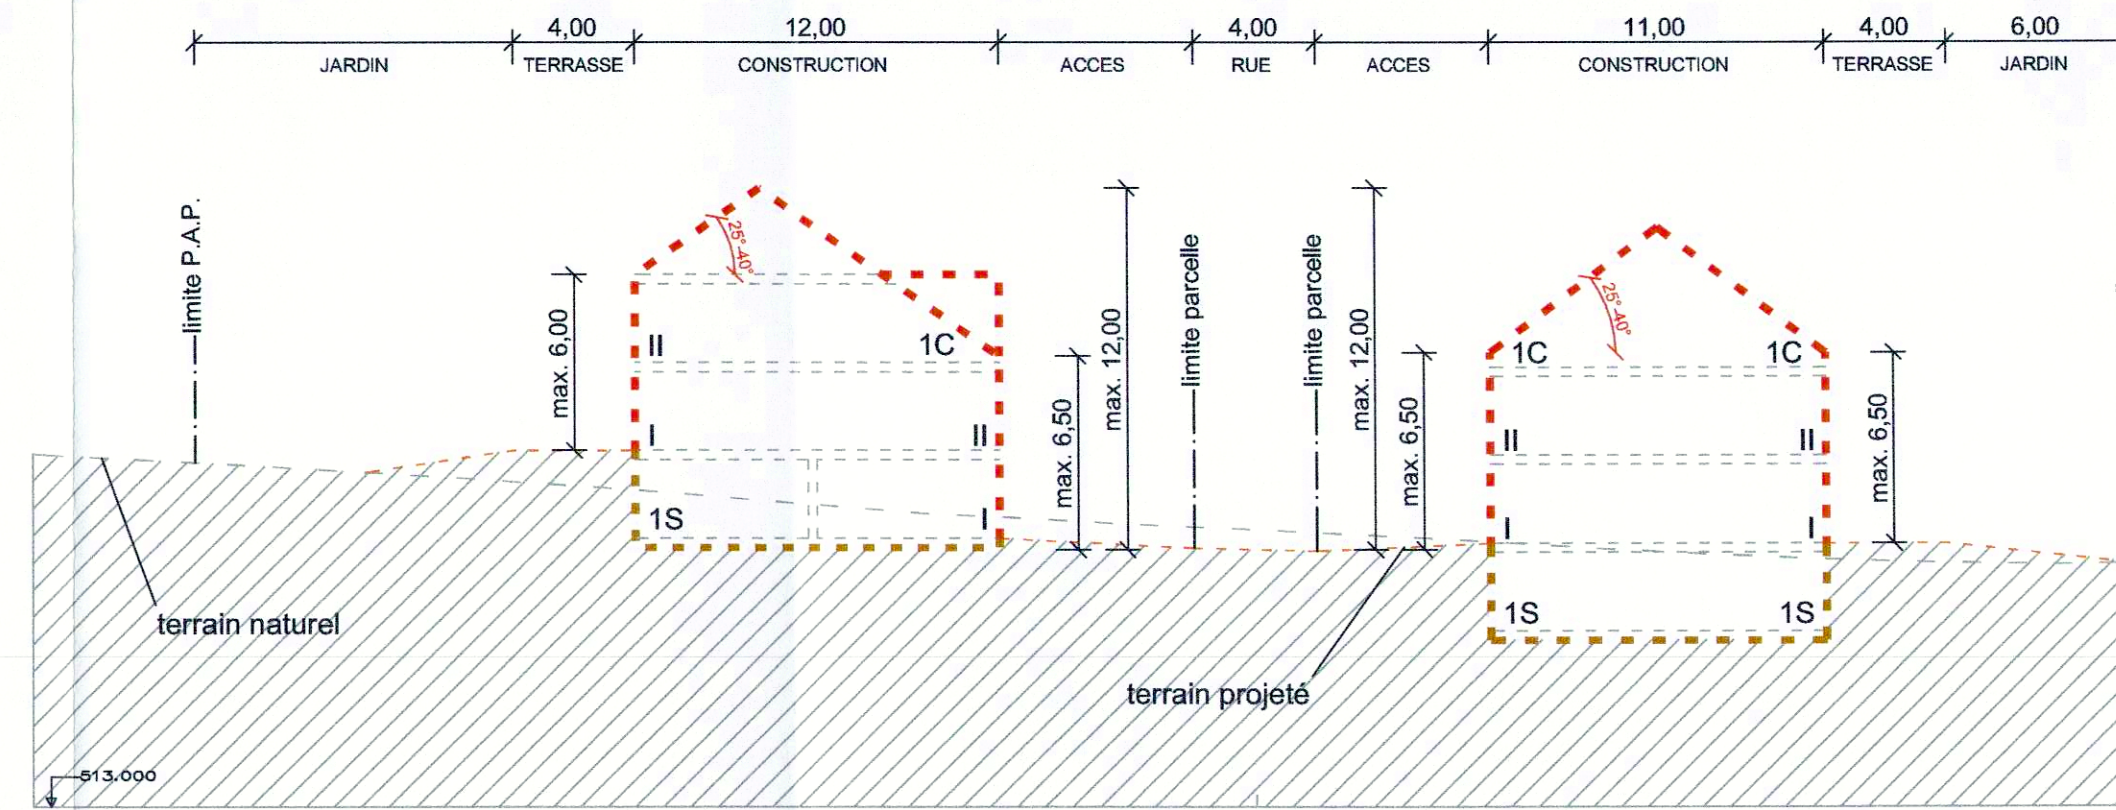 4,00 12,00 4,00 11,00 4,00 6,00
JARDIN TERRASSE CONSTRUCTION ACCES RUE ACCES CONSTRUCTION TERRASSE JARDIN
limite P.A.P.
max. 6,00
25°-40°
II 1C
I II
1S I
max. 6,50
max. 12,00
limite parcelle
limite parcelle
max. 12,00
max. 6,50
25°-40°
1C 1C
II II
I I
1S 1S
max. 6,50
terrain naturel
terrain projeté
513.000